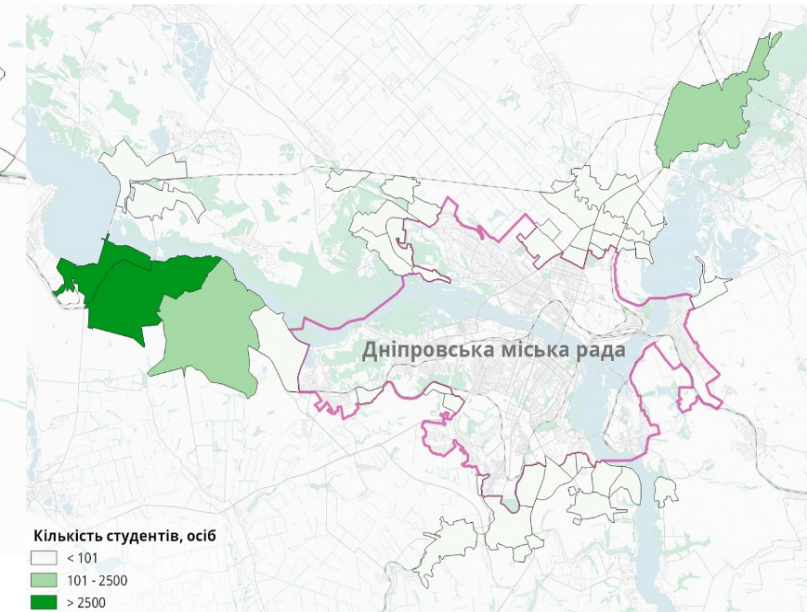 Дніпровська міська рада
Кількість студентів, осіб
< 101
101 - 2500
> 2500